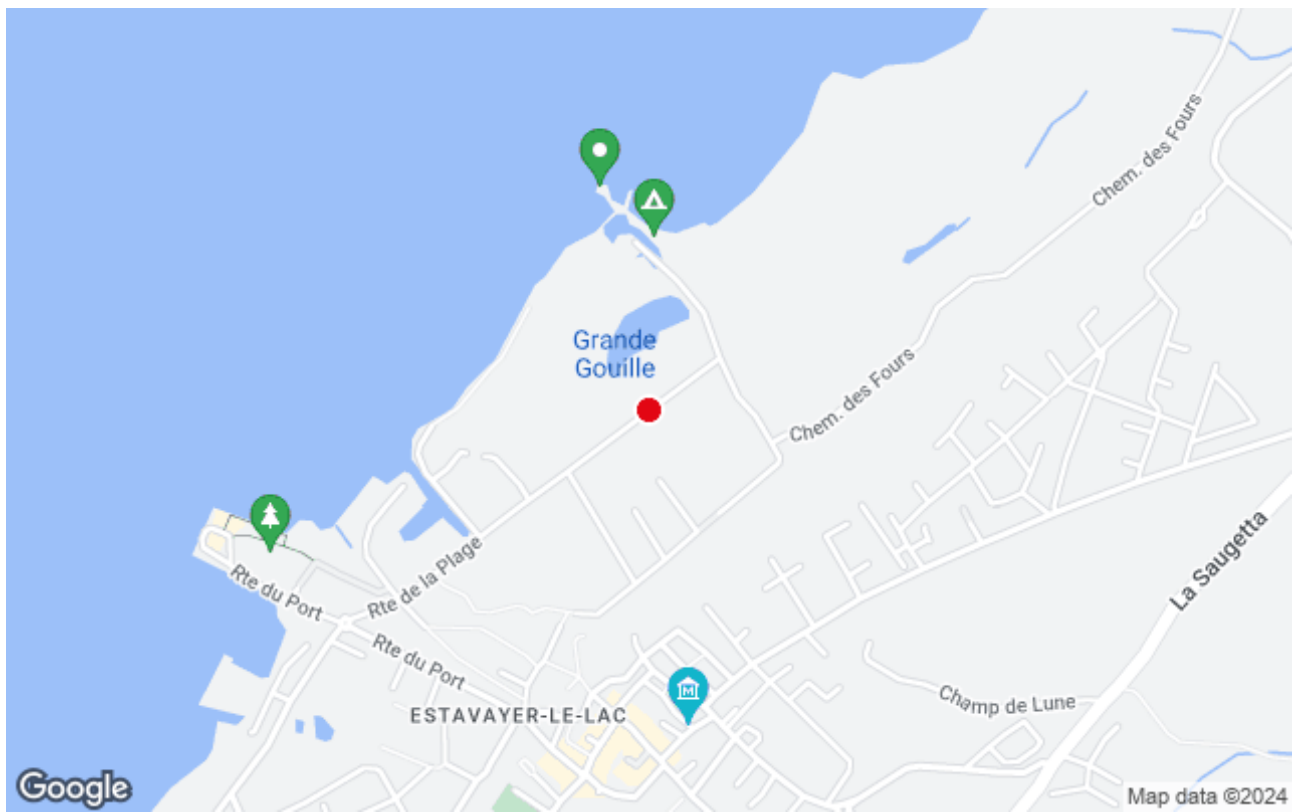 Chem. des Fours
Grande
Gouille
Chem. des Fours
Rte de la Plage
Rte du Port
La Saugetta
Rte du Port
M
ESTAVAYER-LE-LAC
Champ de Lune
Google
Map data ©2024